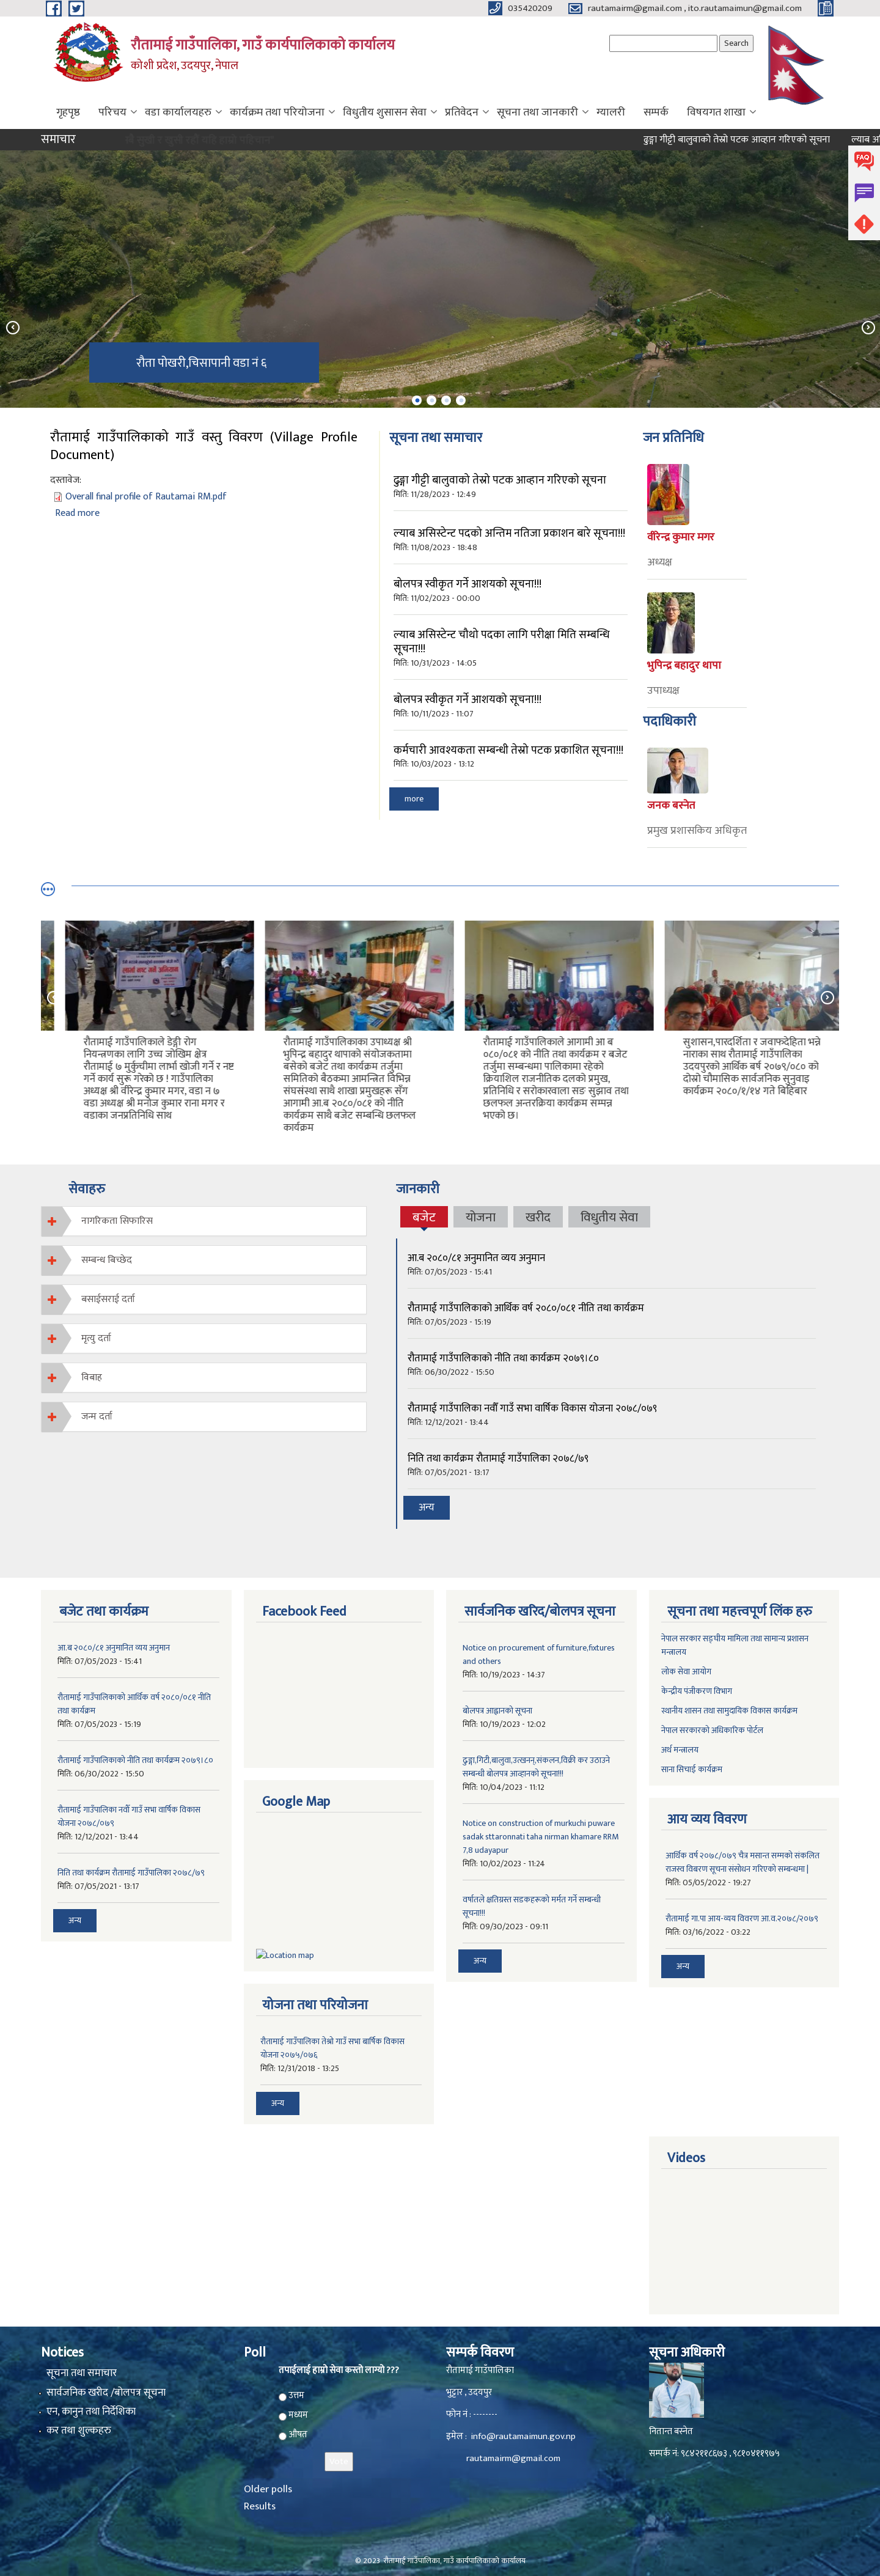 035420209
rautamairm@gmail.com , ito.rautamaimun@gmail.com
रौतामाई गाउँपालिका, गाउँ कार्यपालिकाको कार्यालय
कोशी प्रदेश, उदयपुर, नेपाल
Search
गृहपृष्ठ
परिचय
वडा कार्यालयहरु
कार्यक्रम तथा परियोजना
विधुतीय शुसासन सेवा
प्रतिवेदन
सूचना तथा जानकारी
ग्यालरी
सम्पर्क
विषयगत शाखा
समाचार
ढुङ्गा गीट्टी बालुवाको तेस्रो पटक आव्हान गरिएको सूचना
FAQ
रौता पोखरी,चिसापानी वडा नं ६
रौतामाई गाउँपालिकाको गाउँ वस्तु विवरण (Village Profile
Document)
दस्तावेज:
Overall final profile of Rautamai RM.pdf
Read more
सूचना तथा समाचार
ढुङ्गा गीट्टी बालुवाको तेस्रो पटक आव्हान गरिएको सूचना
मिति: 11/28/2023 - 12:49
ल्याब असिस्टेन्ट पदको अन्तिम नतिजा प्रकाशन बारे सूचना!!!
मिति: 11/08/2023 - 18:48
बोलपत्र स्वीकृत गर्ने आशयको सूचना!!!
मिति: 11/02/2023 - 00:00
ल्याब असिस्टेन्ट चौथो पदका लागि परीक्षा मिति सम्बन्धि
सूचना!!!
मिति: 10/31/2023 - 14:05
बोलपत्र स्वीकृत गर्ने आशयको सूचना!!!
मिति: 10/11/2023 - 11:07
कर्मचारी आवश्यकता सम्बन्धी तेस्रो पटक प्रकाशित सूचना!!!
मिति: 10/03/2023 - 13:12
more
जन प्रतिनिधि
वीरेन्द्र कुमार मगर
अध्यक्ष
भुपिन्द्र बहादुर थापा
उपाध्यक्ष
पदाधिकारी
जनक बस्नेत
प्रमुख प्रशासकिय अधिकृत
रौतामाई गाउँपालिकाले डेङ्गी रोग
नियन्त्रणका लागि उच्च जोखिम क्षेत्र
रौतामाई ७ मुर्कुचीमा लार्भा खोजी गर्ने र नष्ट
गर्ने कार्य सुरू गरेको छ ! गाउँपालिका
अध्यक्ष श्री वीरेन्द्र कुमार मगर, वडा न ७
वडा अध्यक्ष श्री मनोज कुमार राना मगर र
वडाका जनप्रतिनिधि साथ
रौतामाई गाउँपालिकाका उपाध्यक्ष श्री
भुपिन्द्र बहादुर थापाको संयोजकतामा
बसेको बजेट तथा कार्यक्रम तर्जुमा
समितिको बैठकमा आमन्त्रित विभिन्न
संघसंस्था साथै शाखा प्रमुखहरू सँग
आगामी आ.ब २०८०/०८१ को नीति
कार्यक्रम साथै बजेट सम्बन्धि छलफल
कार्यक्रम
रौतामाई गाउँपालिकाले आगामी आ ब
०८०/०८१ को नीति तथा कार्यक्रम र बजेट
तर्जुमा सम्बन्धमा पालिकामा रहेको
क्रियाशिल राजनीतिक दलको प्रमुख,
प्रतिनिधि र सरोकारवाला सङ सुझाव तथा
छलफल अन्तरक्रिया कार्यक्रम सम्पन्न
भएको छ।
सुशासन,पारदर्शिता र जवाफदेहिता भन्ने
नाराका साथ रौतामाई गाउँपालिका
उदयपुरको आर्थिक बर्ष २०७९/०८० को
दोस्रो चौमासिक सार्वजनिक सुनुवाइ
कार्यक्रम २०८०/१/१४ गते बिहिबार
सेवाहरु
नागरिकता सिफारिस
सम्बन्ध बिच्छेद
बसाईसराई दर्ता
मृत्यु दर्ता
विबाह
जन्म दर्ता
जानकारी
बजेट
योजना
खरीद
विधुतीय सेवा
आ.ब २०८०/८१ अनुमानित व्यय अनुमान
मिति: 07/05/2023 - 15:41
रौतामाई गाउँपालिकाको आर्थिक वर्ष २०८०/०८१ नीति तथा कार्यक्रम
मिति: 07/05/2023 - 15:19
रौतामाई गाउँपालिकाको नीति तथा कार्यक्रम २०७९।८०
मिति: 06/30/2022 - 15:50
रौतामाई गाउँपालिका नवौँ गाउँ सभा वार्षिक विकास योजना २०७८/०७९
मिति: 12/12/2021 - 13:44
निति तथा कार्यक्रम रौतामाई गाउँपालिका २०७८/७९
मिति: 07/05/2021 - 13:17
अन्य
बजेट तथा कार्यक्रम
आ.ब २०८०/८१ अनुमानित व्यय अनुमान
मिति: 07/05/2023 - 15:41
रौतामाई गाउँपालिकाको आर्थिक वर्ष २०८०/०८१ नीति
तथा कार्यक्रम
मिति: 07/05/2023 - 15:19
रौतामाई गाउँपालिकाको नीति तथा कार्यक्रम २०७९।८०
मिति: 06/30/2022 - 15:50
रौतामाई गाउँपालिका नवौँ गाउँ सभा वार्षिक विकास
योजना २०७८/०७९
मिति: 12/12/2021 - 13:44
निति तथा कार्यक्रम रौतामाई गाउँपालिका २०७८/७९
मिति: 07/05/2021 - 13:17
अन्य
Facebook Feed
Google Map
Location map
योजना तथा परियोजना
रौतामाई गाउँपालिका तेश्रो गाउँ सभा बार्षिक विकास
योजना २०७५/०७६
मिति: 12/31/2018 - 13:25
अन्य
सार्वजनिक खरिद/बोलपत्र सूचना
Notice on procurement of furniture,fixtures
and others
मिति: 10/19/2023 - 14:37
बोलपत्र आह्वानको सूचना
मिति: 10/19/2023 - 12:02
ढुङ्गा,गिटी,बालुवा,उत्खनन्,संकलन,विक्री कर उठाउने
सम्बन्धी बोलपत्र आव्हानको सूचना!!!
मिति: 10/04/2023 - 11:12
Notice on construction of murkuchi puware
sadak sttaronnati taha nirman khamare RRM
7,8 udayapur
मिति: 10/02/2023 - 11:24
वर्षातले क्षतिग्रस्त सडकहरूको मर्मत गर्ने सम्बन्धी
सूचना!!!
मिति: 09/30/2023 - 09:11
अन्य
सूचना तथा महत्त्वपूर्ण लिंक हरु
नेपाल सरकार सङ्घीय मामिला तथा सामान्य प्रशासन
मन्त्रालय
लोक सेवा आयोग
केन्द्रीय पंजीकरण विभाग
स्थानीय शासन तथा सामुदायिक विकास कार्यक्रम
नेपाल सरकारको अधिकारिक पोर्टल
अर्थ मन्त्रालय
साना सिचाई कार्यक्रम
आय व्यय विवरण
आर्थिक वर्ष २०७८/०७९ चैत्र मसान्त सम्मको संकलित
राजस्व विबरण सूचना संसोधन गरिएको सम्बन्धमा|
मिति: 05/05/2022 - 19:27
रौतामाई गा.पा आय-व्यय विवरण आ.व.२०७८/२०७९
मिति: 03/16/2022 - 03:22
अन्य
Videos
Notices
सूचना तथा समाचार
सार्वजनिक खरीद /बोलपत्र सूचना
एन, कानुन तथा निर्देशिका
कर तथा शुल्कहरु
Poll
तपाईलाई हाम्रो सेवा कस्तो लाग्यो ???
उत्तम
मध्यम
औषत
Older polls
Results
सम्पर्क विवरण
रौतामाई गाउँपालिका
भुट्टार , उदयपुर
फोन नं : --------
इमेल : info@rautamaimun.gov.np
rautamairm@gmail.com
सूचना अधिकारी
नितान्त बस्नेत
सम्पर्क नं: ९८४२११८६७३ , ९८१०४११९७५
© 2023 रौतामाई गाउँपालिका, गाउँ कार्यपालिकाको कार्यालय